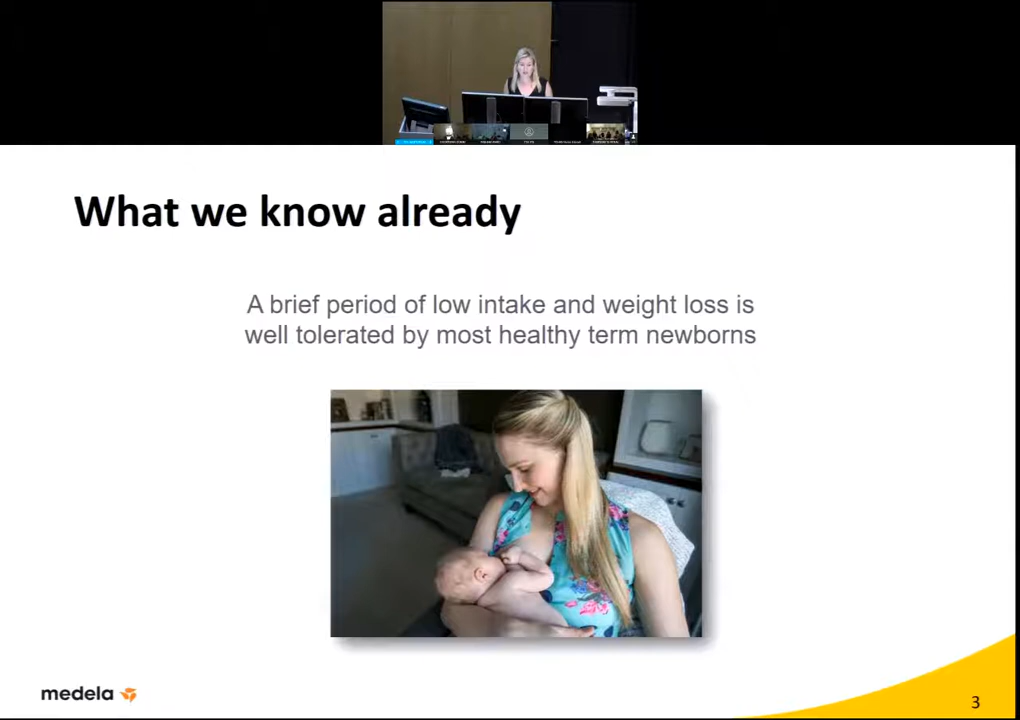 What we know already
A brief period of low intake and weight loss is
well tolerated by most healthy term newborns
medela
3